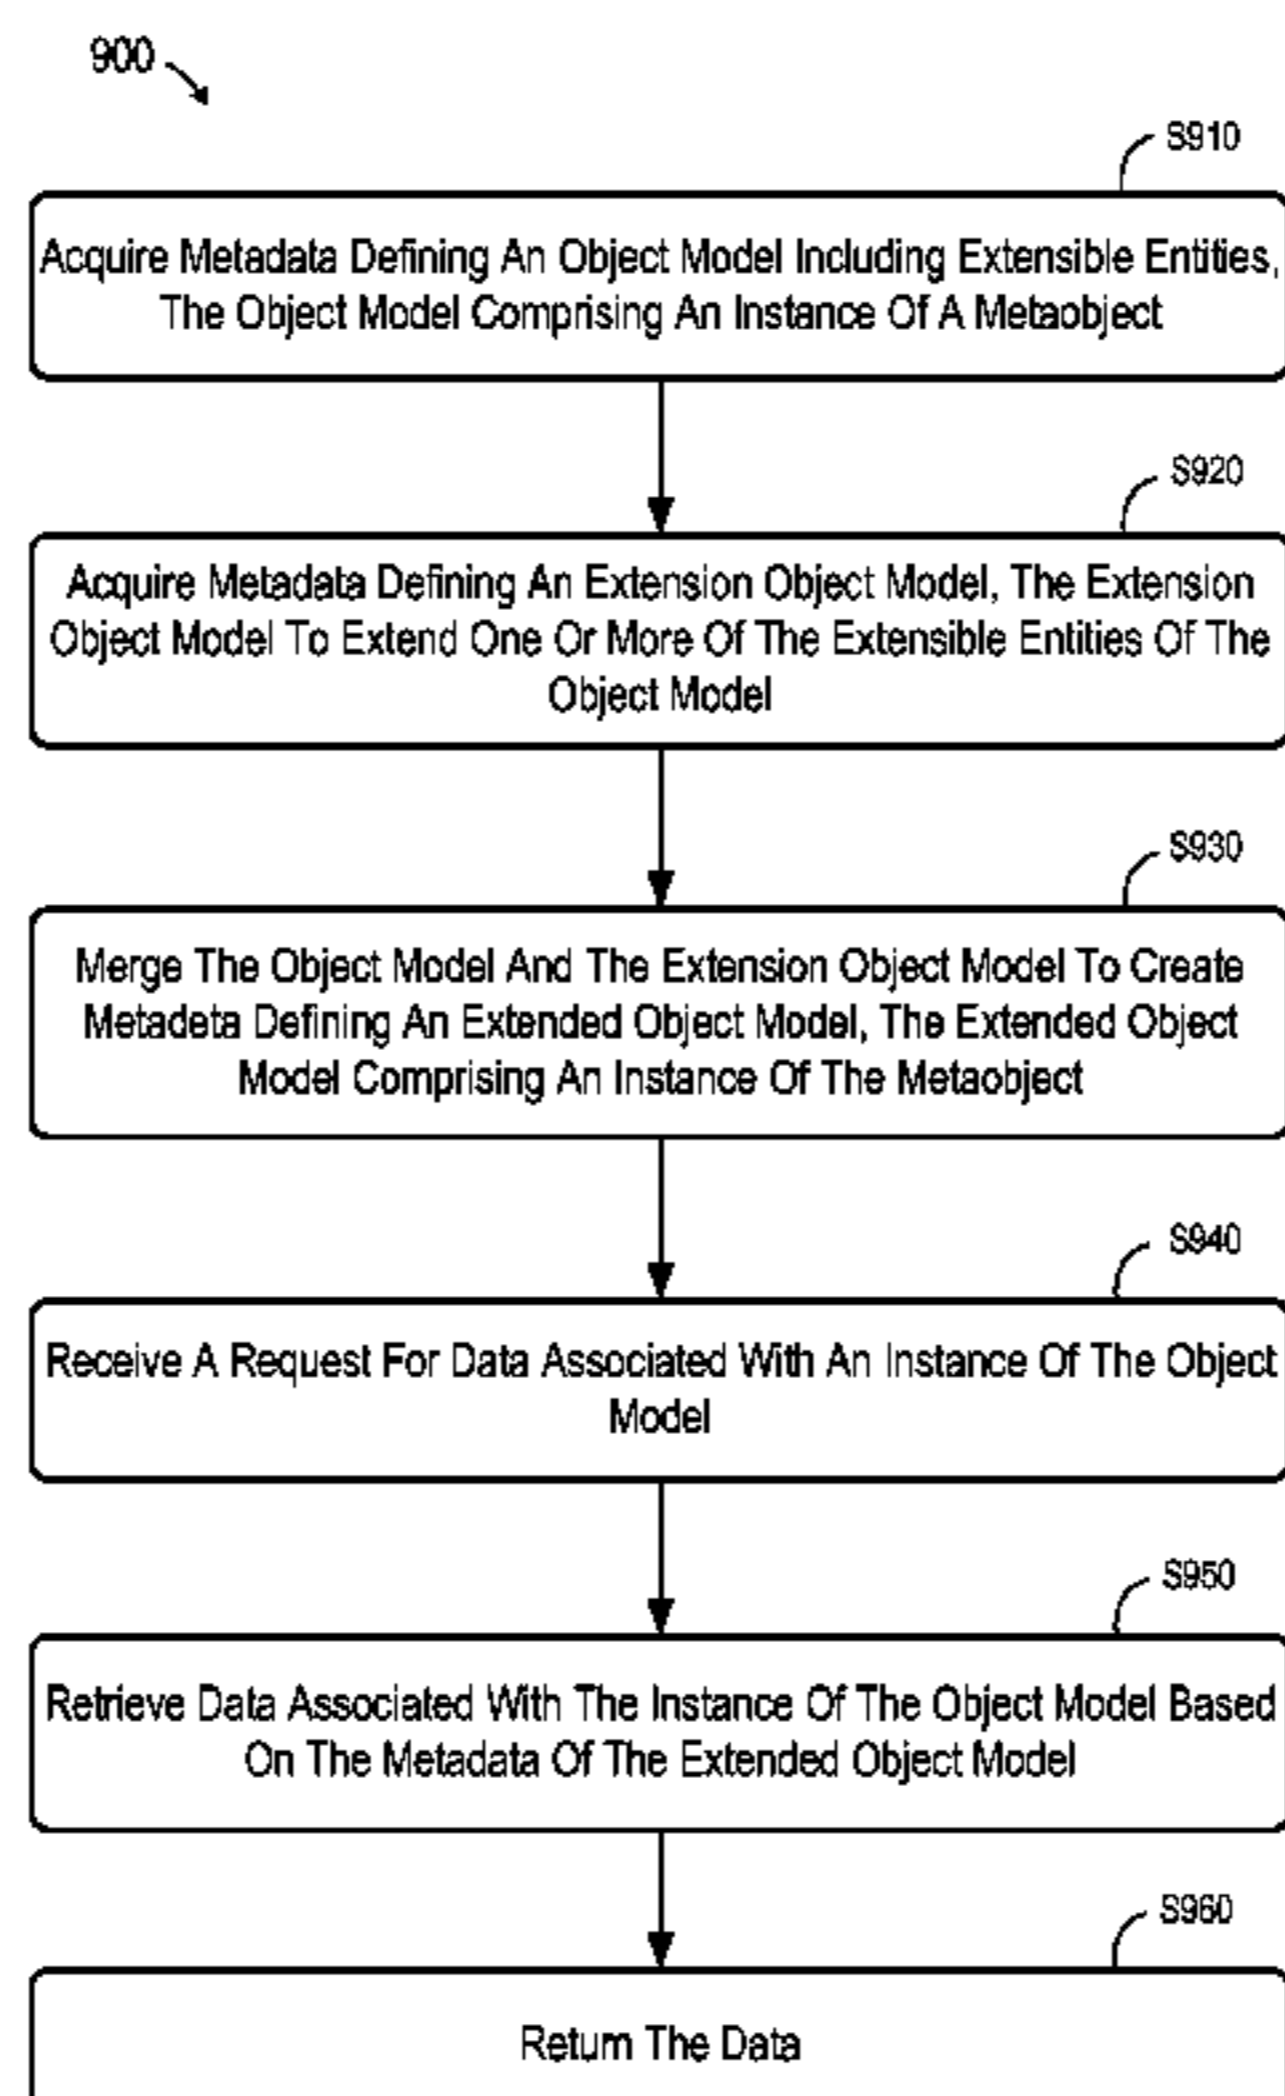 900
S910
Acquire Metadata Defining An Object Model Including Extensible Entities,
The Object Model Comprising An Instance Of A Metaobject
S920
Acquire Metadata Defining An Extension Object Model, The Extension
Object Model To Extend One Or More Of The Extensible Entities Of The
Object Model
S930
Merge The Object Model And The Extension Object Model To Create
Metadeta Defining An Extended Object Model, The Extended Object
Model Comprising An Instance Of The Metaobject
S940
Receive A Request For Data Associated With An Instance Of The Object
Model
S950
Retrieve Data Associated With The Instance Of The Object Model Based
On The Metadata Of The Extended Object Model
S960
Return The Data